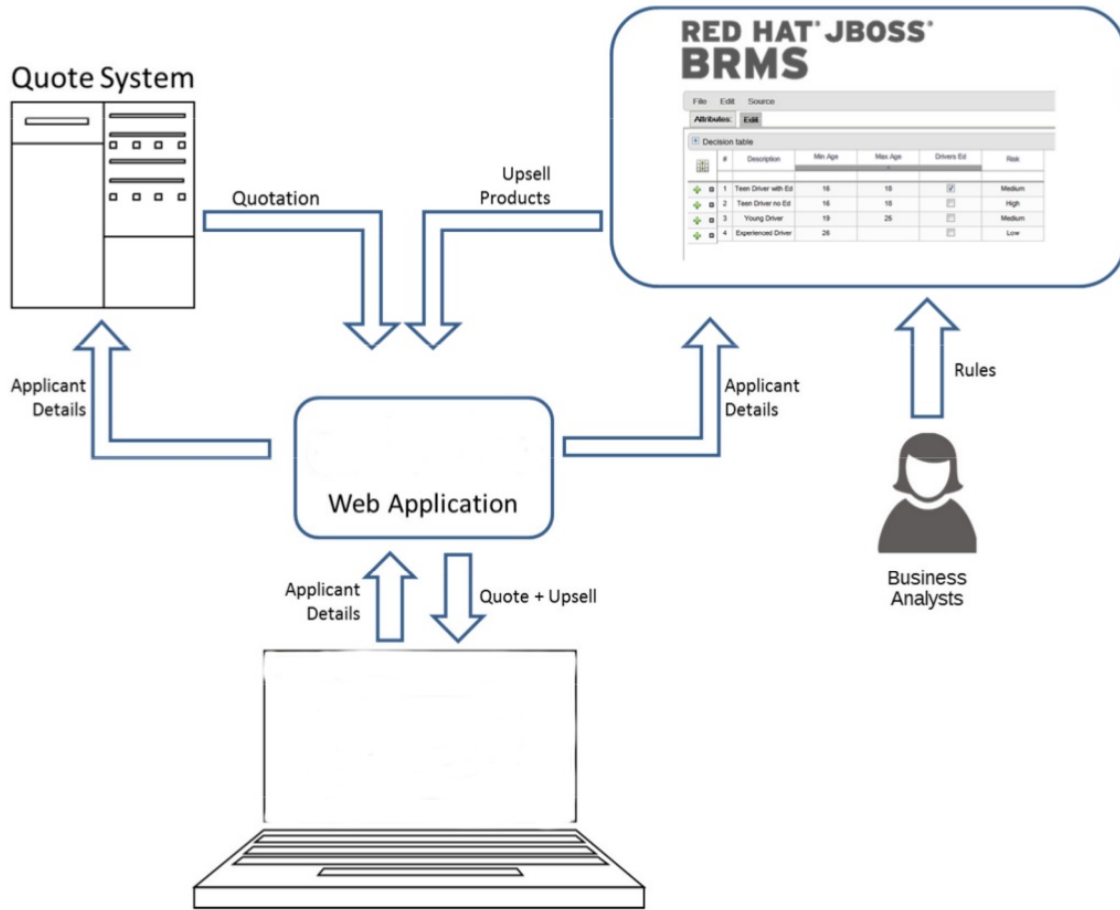 Quote System
RED HAT® JBOSS®
BRMS
File Edit Source
Attributes: Edit
Decision table
# Description Min Age Max Age Drivers Ed Risk
1 Teen Driver with Ed 16 18 Medium
2 Teen Driver no Ed 16 18 High
3 Young Driver 19 25 Medium
4 Experienced Driver 26 Low
Quotation
Upsell
Products
Applicant
Details
Applicant
Details
Rules
Web Application
Business
Analysts
Applicant
Details
Quote + Upsell